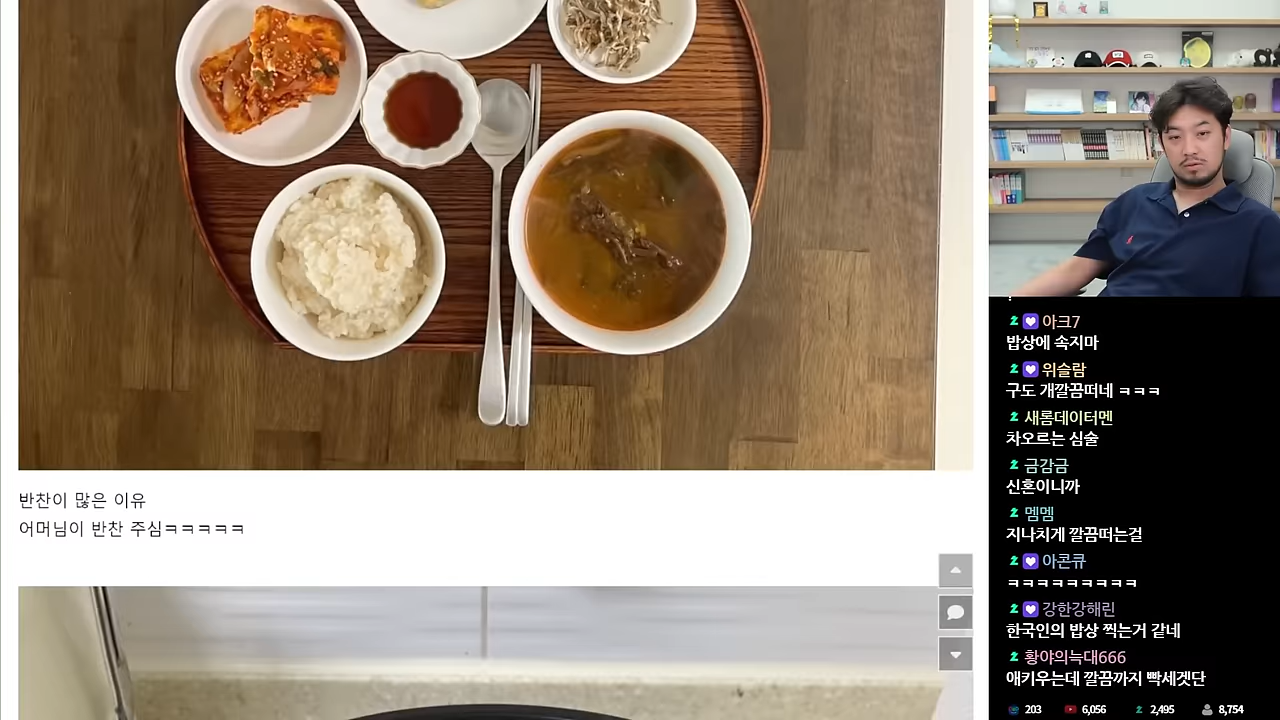 반찬이 많은 이유
어머님이 반찬 주심ㅋㅋㅋㅋㅋ
아크7
밥상에 속지마
위슬람
구도 개깔끔떠네 ㅋㅋㅋ
새롬데이터멘
차오르는 심술
금감금
신혼이니까
멤멤
지나치게 깔끔떠는걸
아콘큐
ㅋㅋㅋㅋㅋㅋㅋㅋㅋ
강한강해린
한국인의 밥상 찍는거 같네
황야의늑대666
애키우는데 깔끔까지 빡세겟단
203 6,056 2,495 8,754